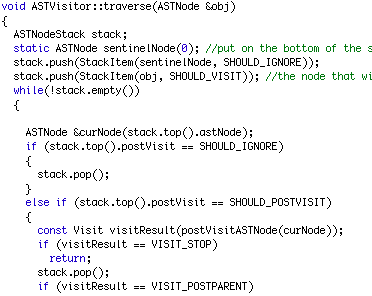 void ASTVisitor::traverse(ASTNode &obj)
{
  ASTNodeStack stack;
  static ASTNode sentinelNode(0); //put on the bottom of the s
  stack.push(StackItem(sentinelNode, SHOULD_IGNORE));
  stack.push(StackItem(obj, SHOULD_VISIT)); //the node that wi
  while(!stack.empty())
  {
    ASTNode &curNode(stack.top().astNode);
    if (stack.top().postVisit == SHOULD_IGNORE)
    {
      stack.pop();
    }
    else if (stack.top().postVisit == SHOULD_POSTVISIT)
    {
      const Visit visitResult(postVisitASTNode(curNode));
      if (visitResult == VISIT_STOP)
        return;
      stack.pop();
      if (visitResult == VISIT_POSTPARENT)